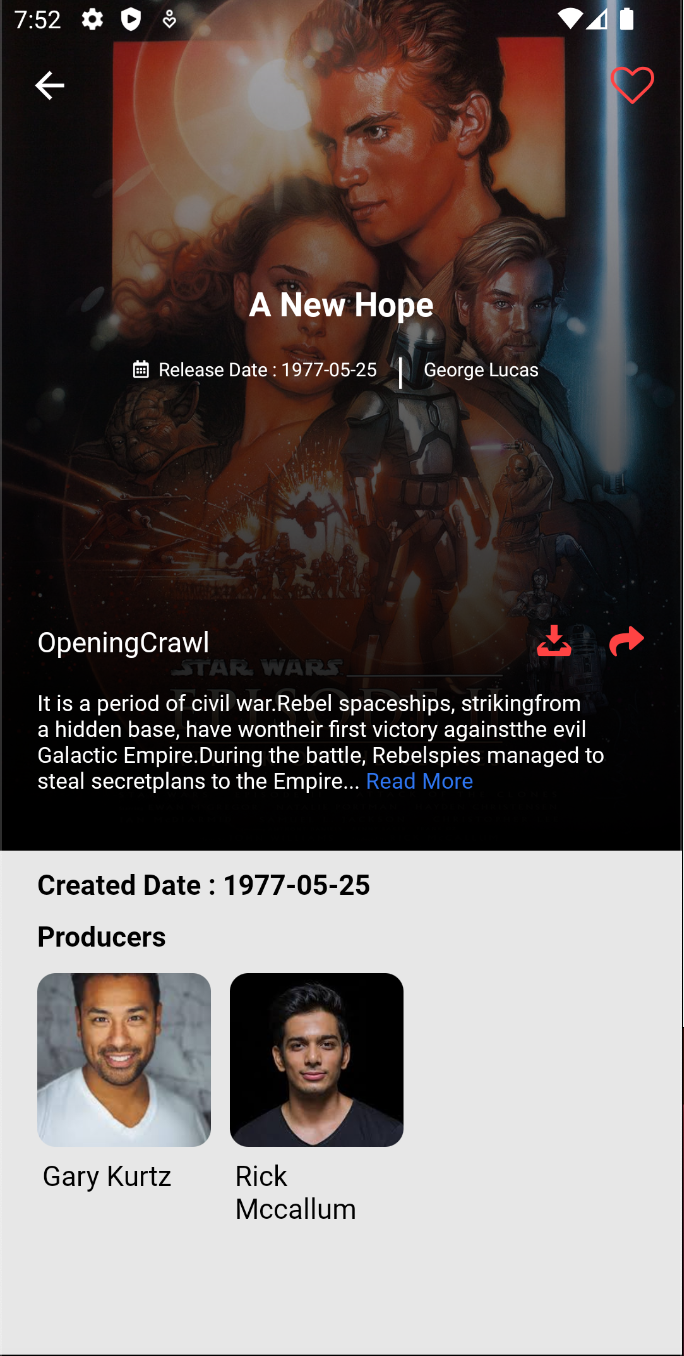 7:52
A New Hope
Release Date : 1977-05-25 | George Lucas
OpeningCrawl
STAR WARS
EPISODE II
It is a period of civil war.Rebel spaceships, strikingfrom
a hidden base, have wontheir first victory againstthe evil
Galactic Empire.During the battle, Rebelspies managed to
steal secretplans to the Empire... Read More
Created Date : 1977-05-25
Producers
Gary Kurtz
Rick
Mccallum